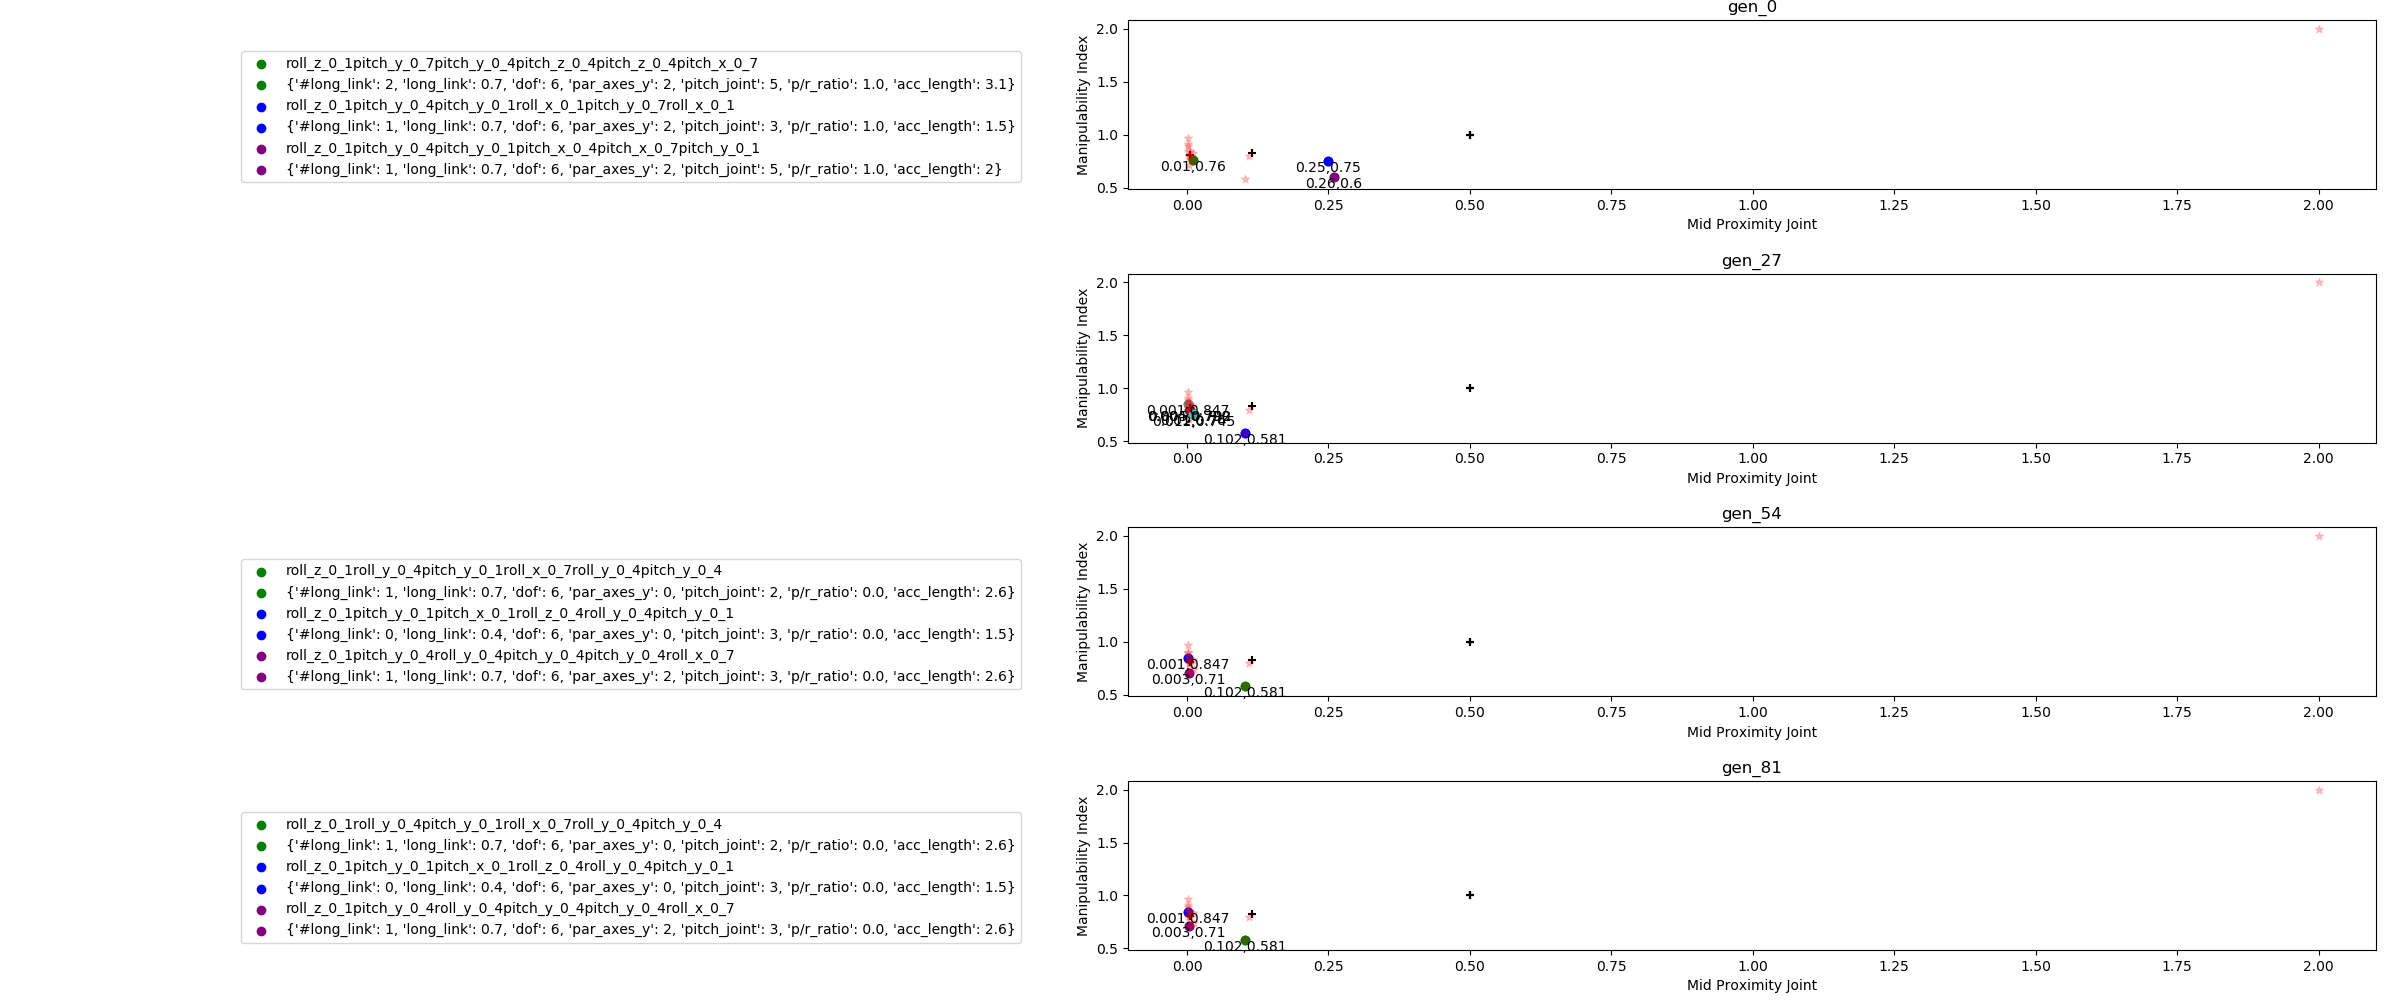 gen_0
roll_z_0_1pitch_y_0_7pitch_y_0_4pitch_z_0_4pitch_z_0_4pitch_x_0_7
{'#long_link': 2, 'long_link': 0.7, 'dof': 6, 'par_axes_y': 2, 'pitch_joint': 5, 'p/r_ratio': 1.0, 'acc_length': 3.1}
roll_z_0_1pitch_y_0_4pitch_y_0_1roll_x_0_1pitch_y_0_7roll_x_0_1
{'#long_link': 1, 'long_link': 0.7, 'dof': 6, 'par_axes_y': 2, 'pitch_joint': 3, 'p/r_ratio': 1.0, 'acc_length': 1.5}
roll_z_0_1pitch_y_0_4pitch_y_0_1pitch_x_0_4pitch_x_0_7pitch_y_0_1
{'#long_link': 1, 'long_link': 0.7, 'dof': 6, 'par_axes_y': 2, 'pitch_joint': 5, 'p/r_ratio': 1.0, 'acc_length': 2}
Manipulability Index
2.0
1.5
1.0
0.5
0.01,0.76
0.25,0.75
0.26,0.6
0.00 0.25 0.50 0.75 1.00 1.25 1.50 1.75 2.00
Mid Proximity Joint
gen_27
Manipulability Index
2.0
1.5
1.0
0.5
0.001,0.847
0.012,0.745
0.102,0.581
0.00 0.25 0.50 0.75 1.00 1.25 1.50 1.75 2.00
Mid Proximity Joint
gen_54
roll_z_0_1roll_y_0_4pitch_y_0_1roll_x_0_7roll_y_0_4pitch_y_0_4
{'#long_link': 1, 'long_link': 0.7, 'dof': 6, 'par_axes_y': 0, 'pitch_joint': 2, 'p/r_ratio': 0.0, 'acc_length': 2.6}
roll_z_0_1pitch_y_0_1pitch_x_0_1roll_z_0_4roll_y_0_4pitch_y_0_1
{'#long_link': 0, 'long_link': 0.4, 'dof': 6, 'par_axes_y': 0, 'pitch_joint': 3, 'p/r_ratio': 0.0, 'acc_length': 1.5}
roll_z_0_1pitch_y_0_4roll_y_0_4pitch_y_0_4pitch_y_0_4roll_x_0_7
{'#long_link': 1, 'long_link': 0.7, 'dof': 6, 'par_axes_y': 2, 'pitch_joint': 3, 'p/r_ratio': 0.0, 'acc_length': 2.6}
Manipulability Index
2.0
1.5
1.0
0.5
0.001,0.847
0.003,0.71
0.102,0.581
0.00 0.25 0.50 0.75 1.00 1.25 1.50 1.75 2.00
Mid Proximity Joint
gen_81
roll_z_0_1roll_y_0_4pitch_y_0_1roll_x_0_7roll_y_0_4pitch_y_0_4
{'#long_link': 1, 'long_link': 0.7, 'dof': 6, 'par_axes_y': 0, 'pitch_joint': 2, 'p/r_ratio': 0.0, 'acc_length': 2.6}
roll_z_0_1pitch_y_0_1pitch_x_0_1roll_z_0_4roll_y_0_4pitch_y_0_1
{'#long_link': 0, 'long_link': 0.4, 'dof': 6, 'par_axes_y': 0, 'pitch_joint': 3, 'p/r_ratio': 0.0, 'acc_length': 1.5}
roll_z_0_1pitch_y_0_4roll_y_0_4pitch_y_0_4pitch_y_0_4roll_x_0_7
{'#long_link': 1, 'long_link': 0.7, 'dof': 6, 'par_axes_y': 2, 'pitch_joint': 3, 'p/r_ratio': 0.0, 'acc_length': 2.6}
Manipulability Index
2.0
1.5
1.0
0.5
0.001,0.847
0.003,0.71
0.102,0.581
0.00 0.25 0.50 0.75 1.00 1.25 1.50 1.75 2.00
Mid Proximity Joint